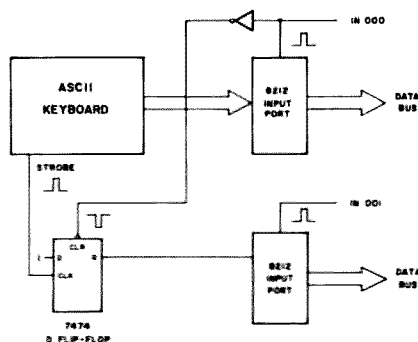 IN 000
ASCII
KEYBOARD
8212
INPUT
PORT
DATA
BUS
STROBE
IN 001
CLR
1
D
CLK
8212
INPUT
PORT
DATA
BUS
7474
D FLIP-FLOP